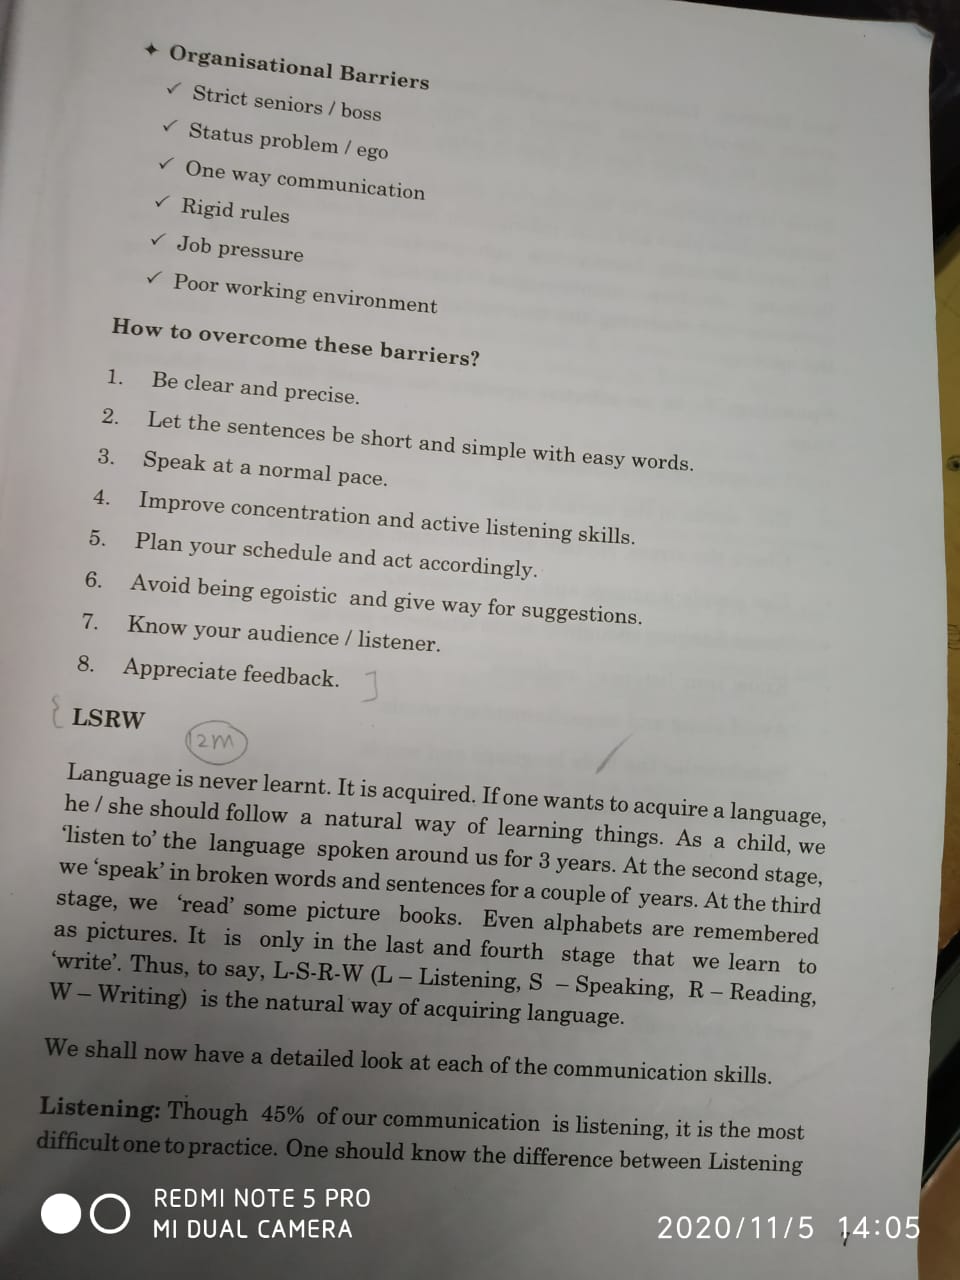 ✦ Organisational Barriers
✓ Strict seniors / boss
✓ Status problem / ego
✓ One way communication
✓ Rigid rules
✓ Job pressure
✓ Poor working environment
How to overcome these barriers?
1. Be clear and precise.
2. Let the sentences be short and simple with easy words.
3. Speak at a normal pace.
4. Improve concentration and active listening skills.
5. Plan your schedule and act accordingly.
6. Avoid being egoistic and give way for suggestions.
7. Know your audience / listener.
8. Appreciate feedback. ]
{ LSRW
12m
Language is never learnt. It is acquired. If one wants to acquire a language,
he / she should follow a natural way of learning things. As a child, we
‘listen to’ the language spoken around us for 3 years. At the second stage,
we ‘speak’ in broken words and sentences for a couple of years. At the third
stage, we ‘read’ some picture books. Even alphabets are remembered
as pictures. It is only in the last and fourth stage that we learn to
‘write’. Thus, to say, L-S-R-W (L – Listening, S – Speaking, R – Reading,
W – Writing) is the natural way of acquiring language.
We shall now have a detailed look at each of the communication skills.
Listening: Though 45% of our communication is listening, it is the most
difficult one to practice. One should know the difference between Listening
REDMI NOTE 5 PRO
MI DUAL CAMERA
2020/11/5 14:05